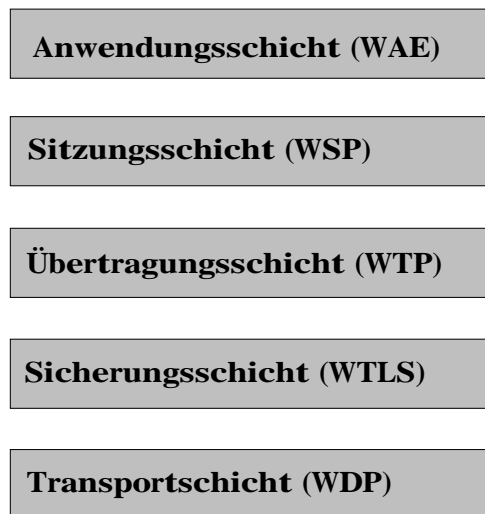 Anwendungsschicht (WAE)
Sitzungsschicht (WSP)
Übertragungsschicht (WTP)
Sicherungsschicht (WTLS)
Transportschicht (WDP)